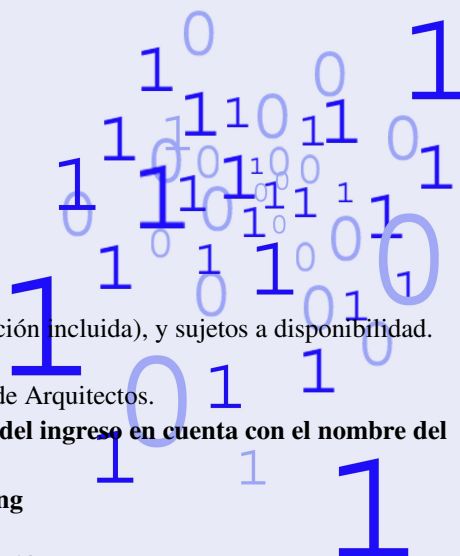 ción incluida), y sujetos a disponibilidad.
de Arquitectos.
del ingreso en cuenta con el nombre del
ng